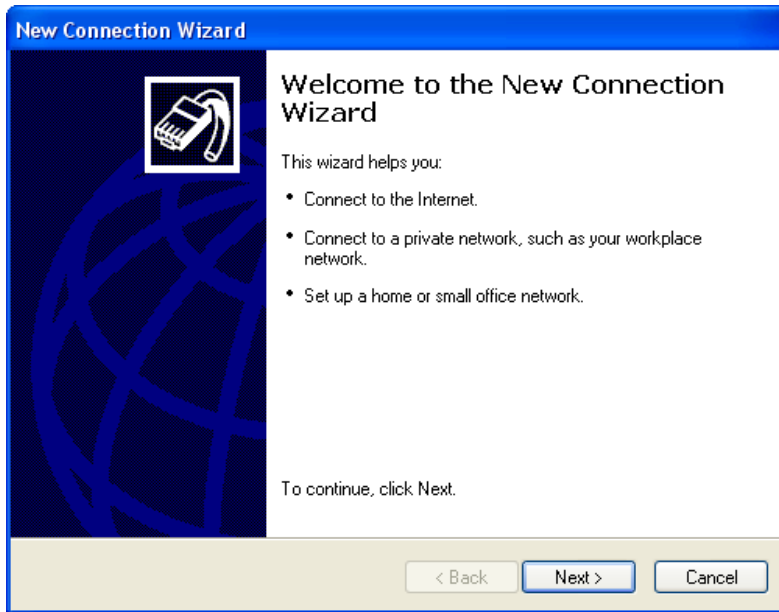 New Connection Wizard
Welcome to the New Connection
Wizard
This wizard helps you:
• Connect to the Internet.
• Connect to a private network, such as your workplace
network.
• Set up a home or small office network.
To continue, click Next.
< Back Next > Cancel